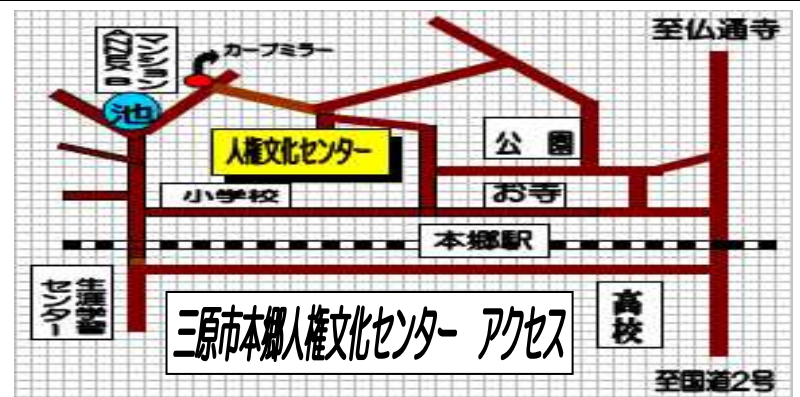 至仏通寺
カーブミラー
マンション
池
人権文化センター
公園
小学校
お寺
本郷駅
生涯学習
センター
高校
三原市本郷人権文化センター　アクセス
至国道2号